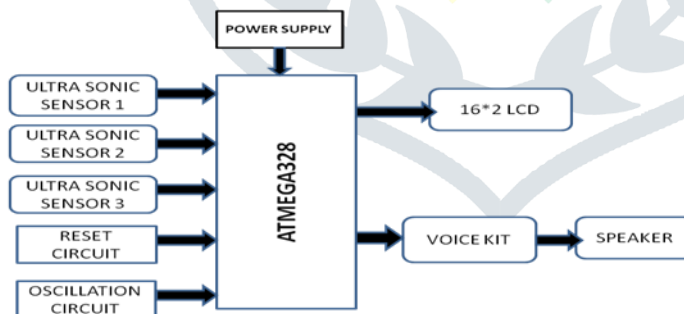 POWER SUPPLY
ULTRA SONIC
SENSOR 1
ULTRA SONIC
SENSOR 2
ULTRA SONIC
SENSOR 3
RESET
CIRCUIT
OSCILLATION
CIRCUIT
ATMEGA328
16*2 LCD
VOICE KIT
SPEAKER